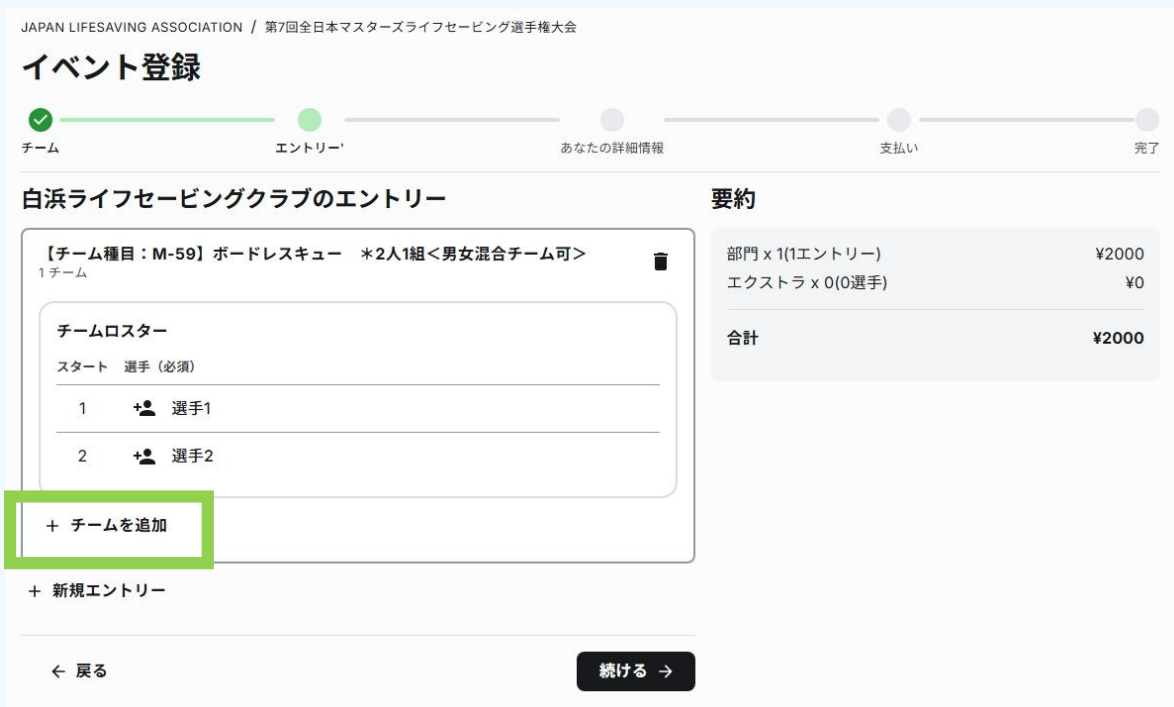 JAPAN LIFESAVING ASSOCIATION / 第7回全日本マスターズライフセービング選手権大会
イベント登録
チーム エントリー' あなたの詳細情報 支払い 完了
白浜ライフセービングクラブのエントリー
要約
【チーム種目：M-59】ボードレスキュー　＊2人1組＜男女混合チーム可＞
1 チーム
部門 x 1(1エントリー) ¥2000
エクストラ x 0(0選手) ¥0
合計 ¥2000
チームロスター
スタート 選手（必須）
1 選手1
2 選手2
+ チームを追加
+ 新規エントリー
← 戻る
続ける →